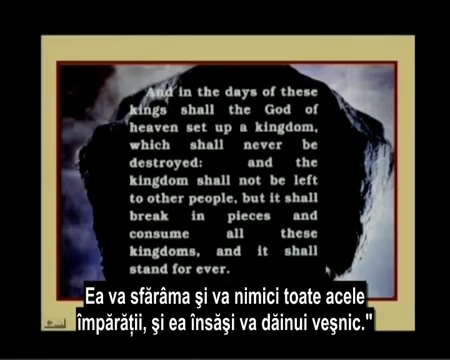 And in the days of these
kings shall the God of
heaven set up a kingdom,
which shall never be
destroyed: and the
kingdom shall not be left
to other people, but it shall
break in pieces and
consume all these
kingdoms, and it shall
stand for ever.
Ea va sfărâma şi va nimici toate acele
împărăţii, şi ea însăşi va dăinui veşnic."